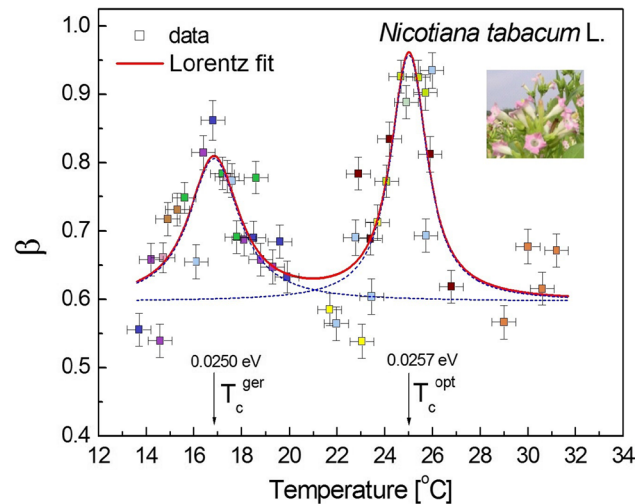 Nicotiana tabacum L.
data
Lorentz fit
1.0
0.9
0.8
0.7
0.6
0.5
0.4
β
0.0250 eV
T_c^ger
0.0257 eV
T_c^opt
12 14 16 18 20 22 24 26 28 30 32 34
Temperature [°C]